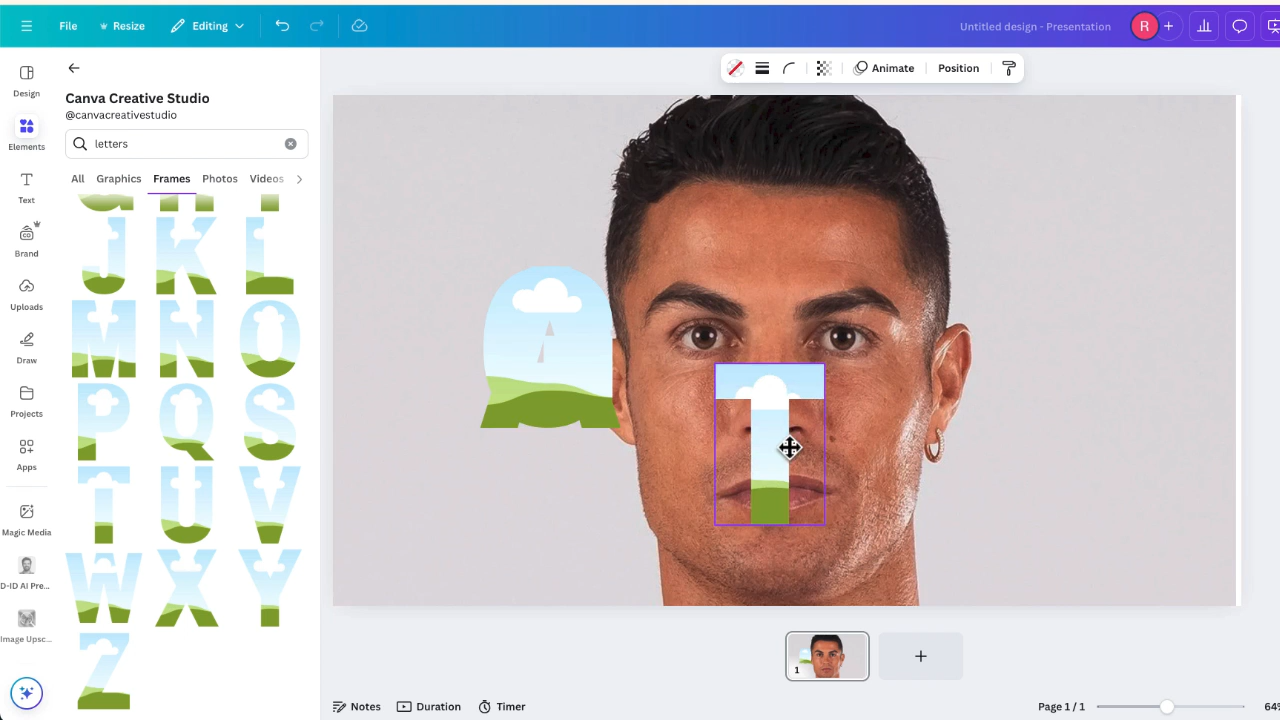 File
Resize
Editing
Untitled design - Presentation
R
Design
Elements
Text
Brand
Uploads
Draw
Projects
Apps
Magic Media
D-ID AI Pre...
Image Upsc...
Canva Creative Studio
@canvacreativestudio
letters
All Graphics Frames Photos Videos
J K L
M N O
P Q S
T U V
W X Y
Z
Animate
Position
A
T
1
Notes
Duration
Timer
Page 1 / 1
64%